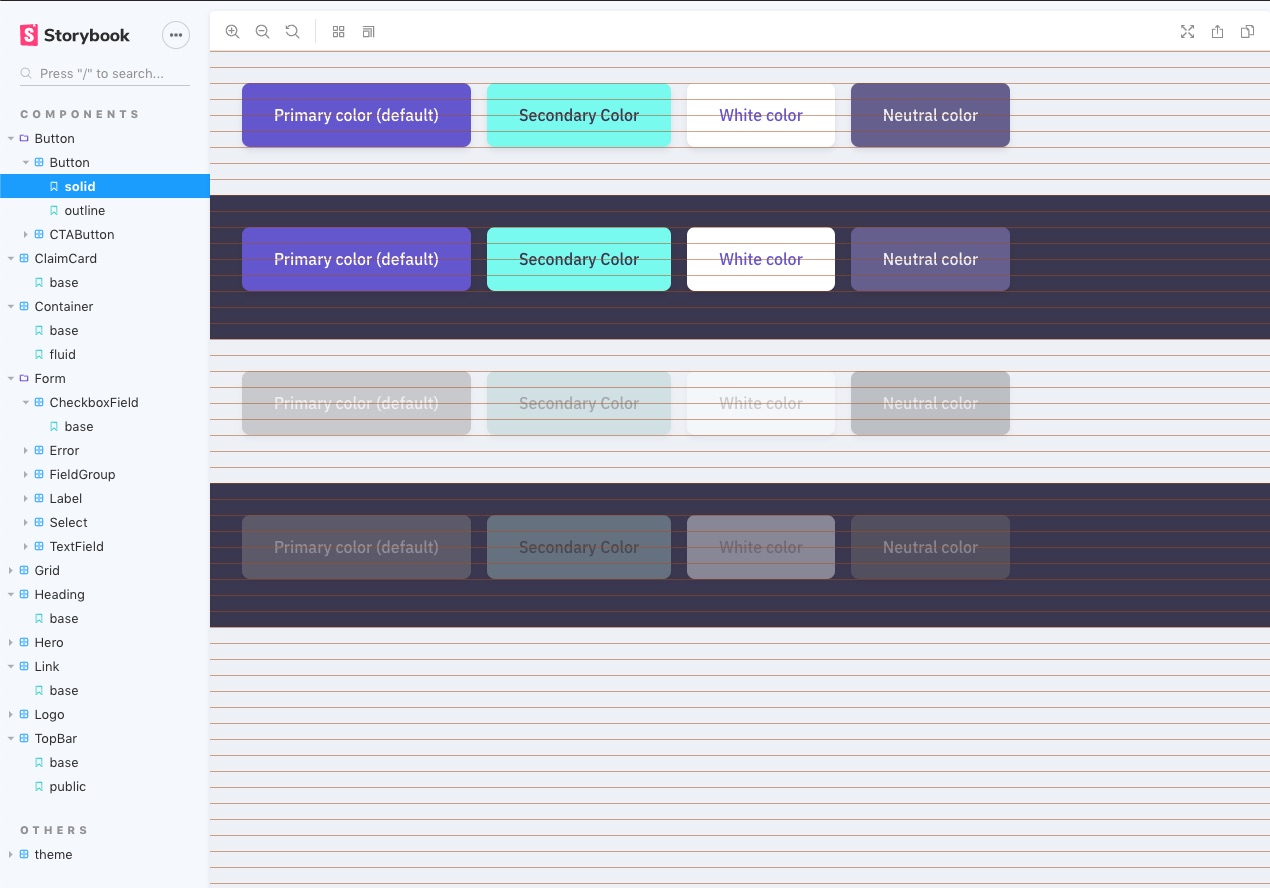 Storybook
Press "/" to search...
COMPONENTS
Button
Button
solid
outline
CTAButton
ClaimCard
base
Container
base
fluid
Form
CheckboxField
base
Error
FieldGroup
Label
Select
TextField
Grid
Heading
base
Hero
Link
base
Logo
TopBar
base
public
OTHERS
theme
Primary color (default) Secondary Color White color Neutral color
Primary color (default) Secondary Color White color Neutral color
Primary color (default) Secondary Color White color Neutral color
Primary color (default) Secondary Color White color Neutral color